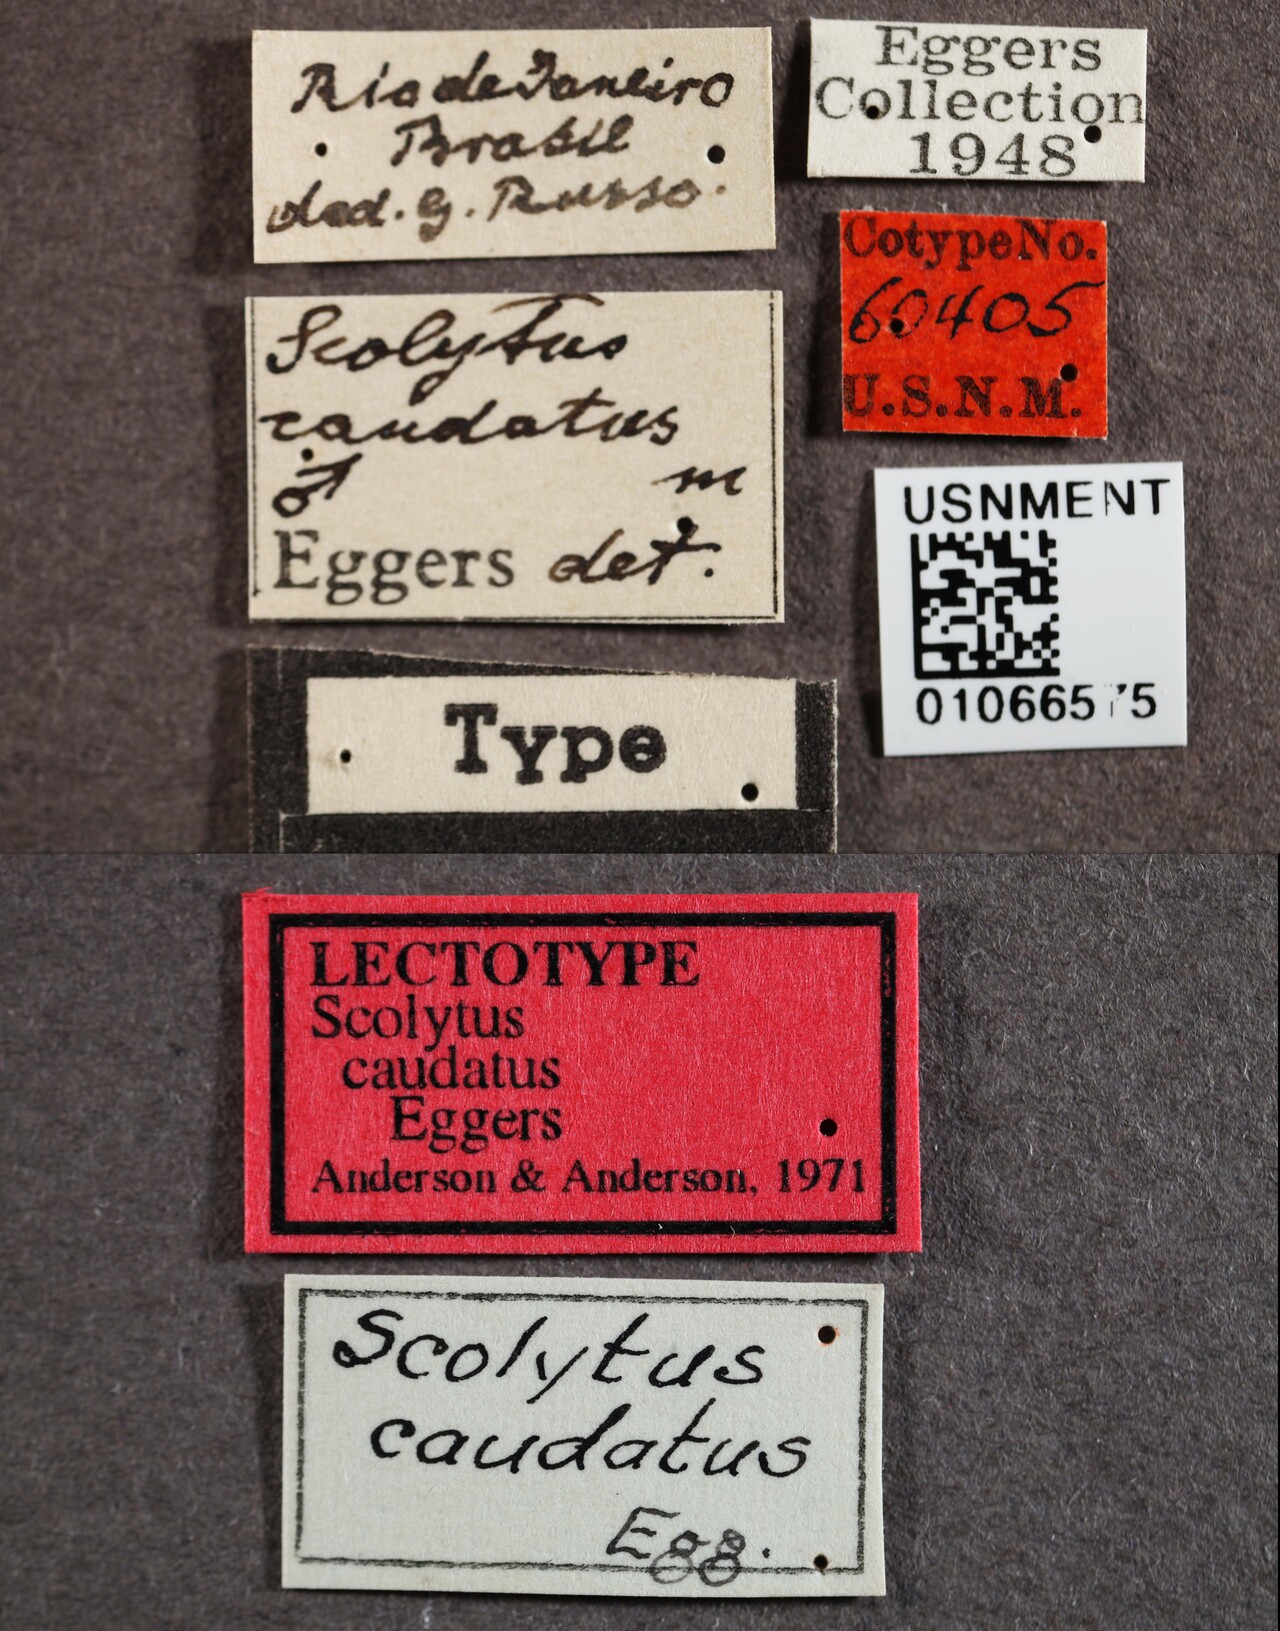 Rio de Janeiro
Brasil
ded. G. Russo.
Eggers
Collection
1948
Cotype No.
60405
U.S.N.M.
Scolytus
caudatus
♂ m
Eggers det.
USNMENT
Type
LECTOTYPE
Scolytus
caudatus
Eggers
Anderson & Anderson, 1971
Scolytus
caudatus
Egg.